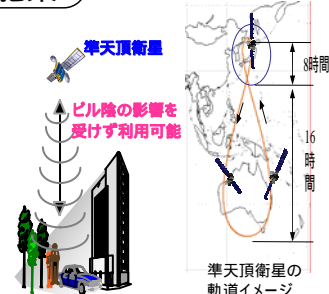 準天頂衛星
ビル陰の影響を
受けず利用可能
8時間
16
時
間
準天頂衛星の
軌道イメージ